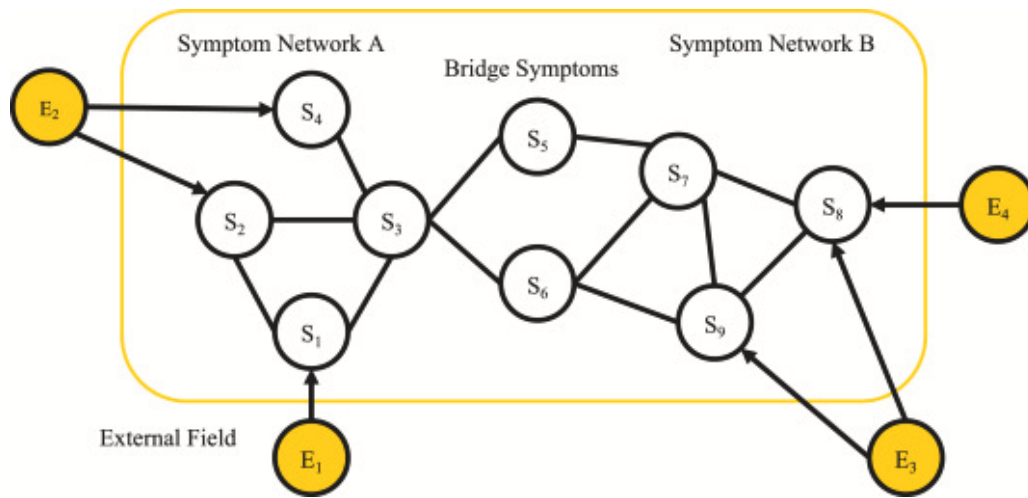 Symptom Network A
Symptom Network B
Bridge Symptoms
E₂
S₄
S₅
S₇
S₂
S₃
S₈
E₄
S₆
S₁
S₉
External Field
E₁
E₃